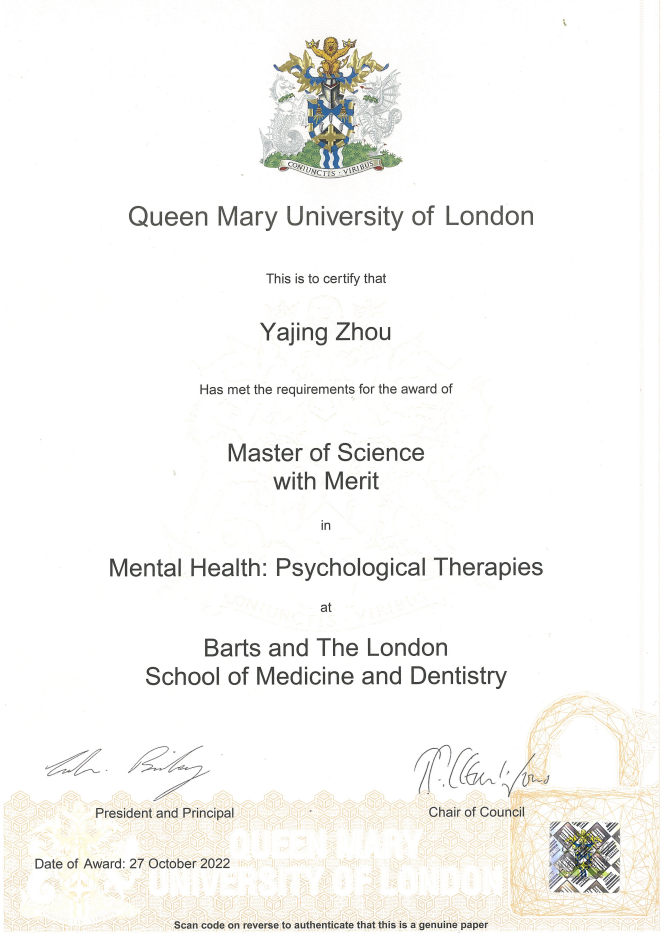 CONIUNCTIS · VIRIBUS
Queen Mary University of London
This is to certify that
Yajing Zhou
Has met the requirements for the award of
Master of Science
with Merit
in
Mental Health: Psychological Therapies
CONIUNCTIS VIRIBUS
at
Barts and The London
School of Medicine and Dentistry
President and Principal
Chair of Council
QUEEN MARY
UNIVERSITY OF LONDON
Date of Award: 27 October 2022
Scan code on reverse to authenticate that this is a genuine paper